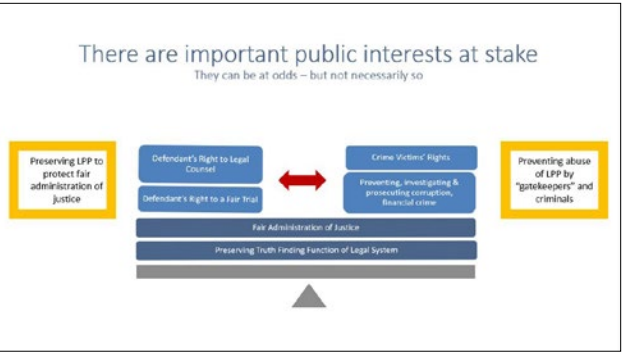 There are important public interests at stake
They can be at odds – but not necessarily so
Preserving LPP to
protect fair
administration of
justice
Defendant's Right to Legal
Counsel
Defendant's Right to a Fair Trial
Crime Victims' Rights
Preventing, investigating &
prosecuting corruption,
financial crime
Preventing abuse
of LPP by
"gatekeepers" and
criminals
Fair Administration of Justice
Preserving Truth Finding Function of Legal System